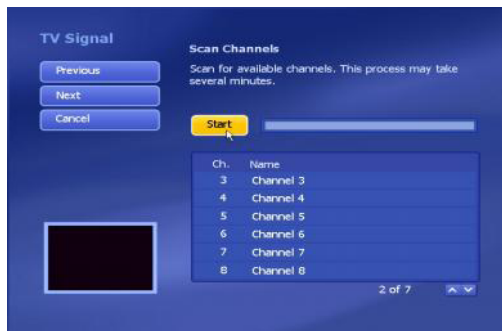 TV Signal
Previous
Next
Cancel
Scan Channels
Scan for available channels. This process may take
several minutes.
Start
Ch. Name
3 Channel 3
4 Channel 4
5 Channel 5
6 Channel 6
7 Channel 7
8 Channel 8
2 of 7